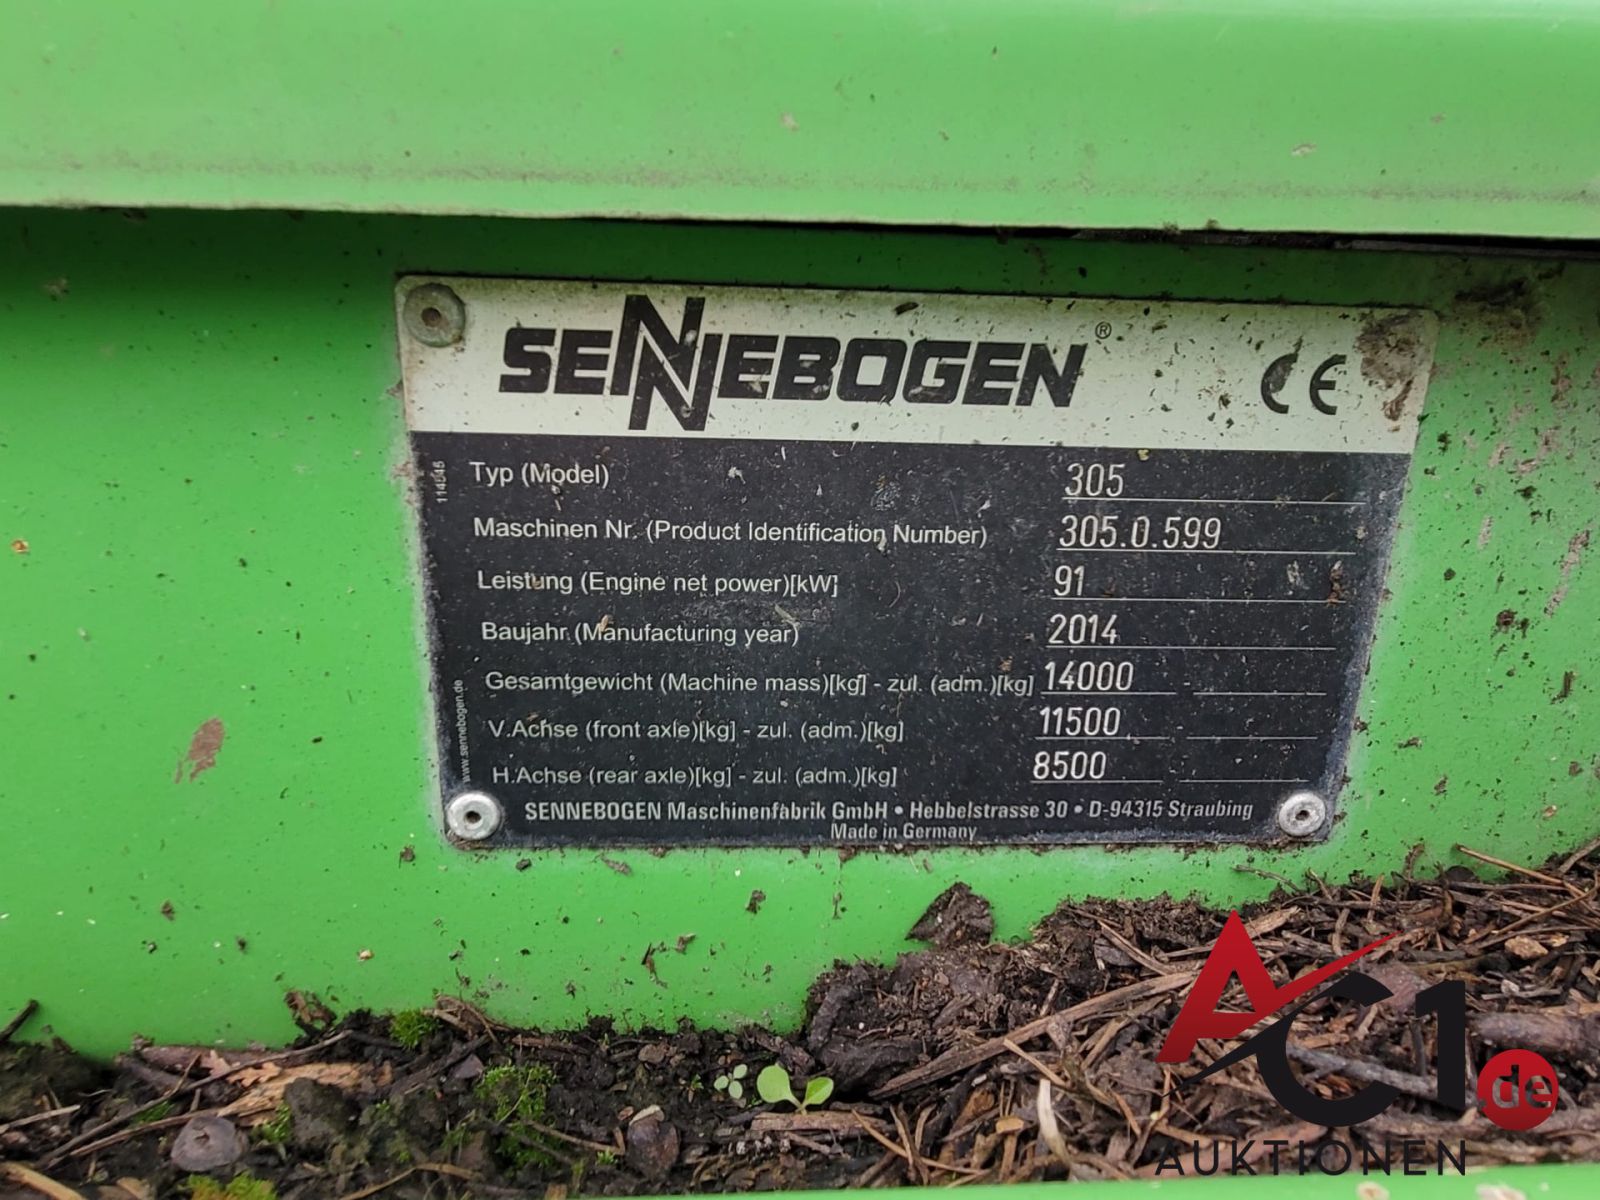 SENNEBOGEN ®
CE
114645
Typ (Model) 305
Maschinen Nr. (Product Identification Number) 305.0.599
Leistung (Engine net power)[kW] 91
Baujahr (Manufacturing year) 2014
Gesamtgewicht (Machine mass)[kg] - zul. (adm.)[kg] 14000 -
V.Achse (front axle)[kg] - zul. (adm.)[kg] 11500 -
H.Achse (rear axle)[kg] - zul. (adm.)[kg] 8500 -
www.sennebogen.de
SENNEBOGEN Maschinenfabrik GmbH • Hebbelstrasse 30 • D-94315 Straubing
Made in Germany
AC1.de
AUKTIONEN